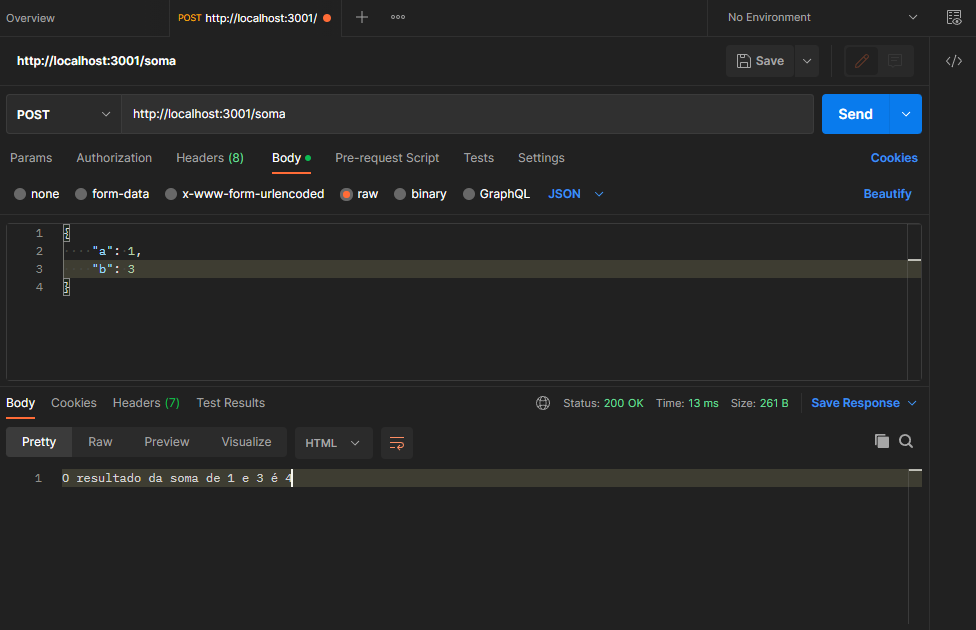 Overview POST http://localhost:3001/ No Environment
http://localhost:3001/soma Save
POST http://localhost:3001/soma Send
Params Authorization Headers (8) Body Pre-request Script Tests Settings Cookies
none form-data x-www-form-urlencoded raw binary GraphQL JSON Beautify
1 {
2 "a": 1,
3 "b": 3
4 }
Body Cookies Headers (7) Test Results Status: 200 OK Time: 13 ms Size: 261 B Save Response
Pretty Raw Preview Visualize HTML
1 O resultado da soma de 1 e 3 é 4